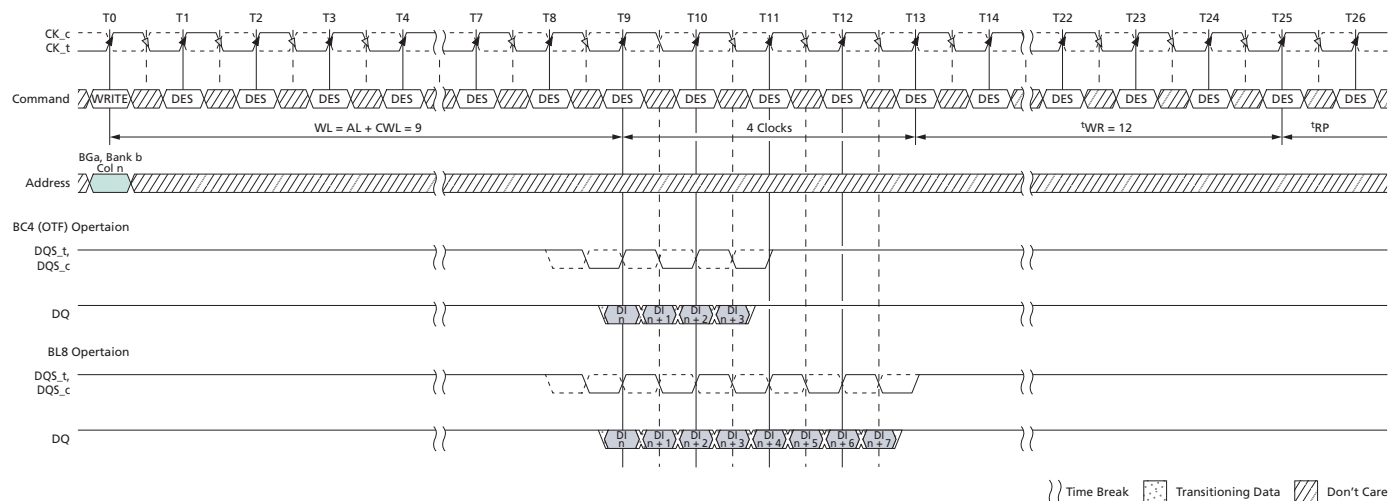 T0 T1 T2 T3 T4 T7 T8 T9 T10 T11 T12 T13 T14 T22 T23 T24 T25 T26
CK_c
CK_t
Command WRITE DES DES DES DES DES DES DES DES DES DES DES DES DES DES DES DES DES
WL = AL + CWL = 9 4 Clocks tWR = 12 tRP
BGa, Bank b
Col n
Address
BC4 (OTF) Opertaion
DQS_t,
DQS_c
DQ DI n DI n + 1 DI n + 2 DI n + 3
BL8 Opertaion
DQS_t,
DQS_c
DQ DI n DI n + 1 DI n + 2 DI n + 3 DI n + 4 DI n + 5 DI n + 6 DI n + 7
Time Break Transitioning Data Don't Care